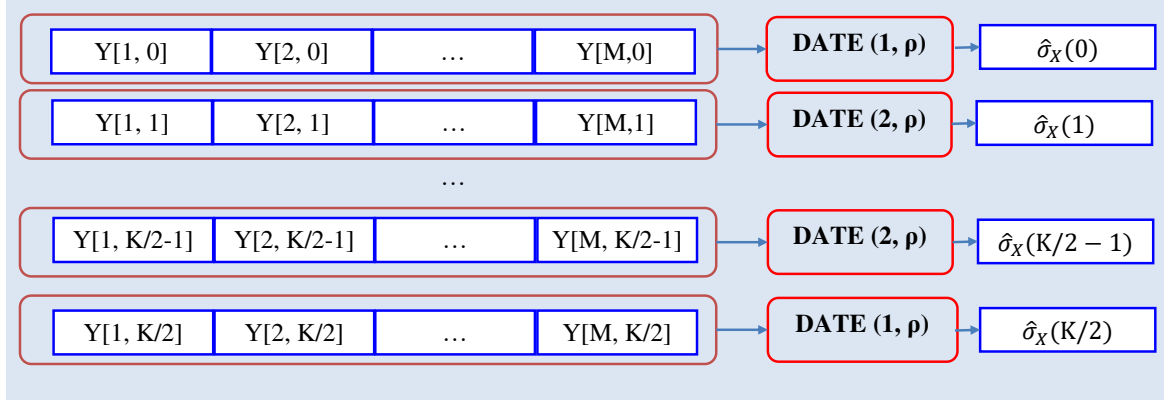 Y[1, 0] Y[2, 0] … Y[M,0] DATE (1, ρ) σ̂_X(0)
Y[1, 1] Y[2, 1] … Y[M,1] DATE (2, ρ) σ̂_X(1)
…
Y[1, K/2-1] Y[2, K/2-1] … Y[M, K/2-1] DATE (2, ρ) σ̂_X(K/2 − 1)
Y[1, K/2] Y[2, K/2] … Y[M, K/2] DATE (1, ρ) σ̂_X(K/2)